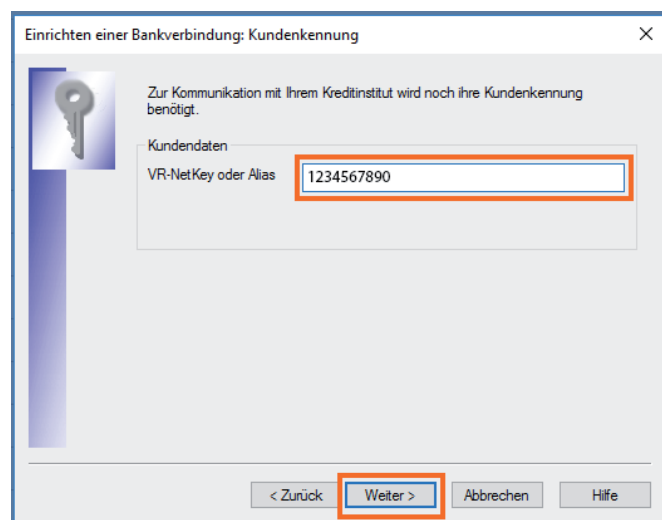 Einrichten einer Bankverbindung: Kundenkennung
Zur Kommunikation mit Ihrem Kreditinstitut wird noch ihre Kundenkennung
benötigt.
Kundendaten
VR-NetKey oder Alias
1234567890
< Zurück
Weiter >
Abbrechen
Hilfe